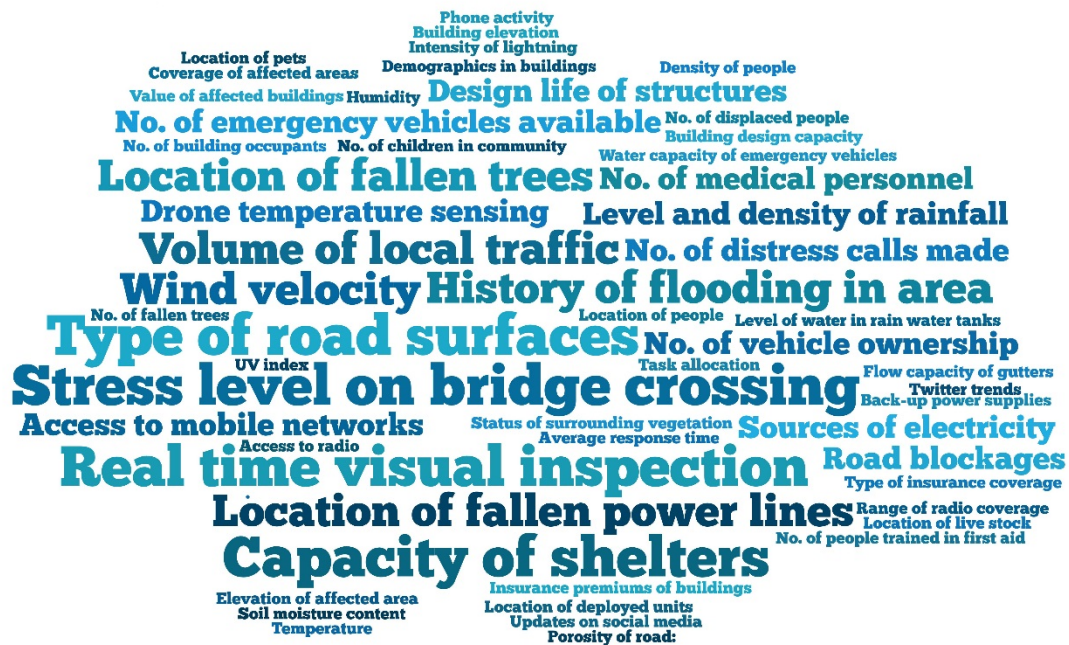 Phone activity
Building elevation
Intensity of lightning
Location of pets
Demographics in buildings
Density of people
Coverage of affected areas
Value of affected buildings
Humidity
Design life of structures
No. of emergency vehicles available
No. of displaced people
Building design capacity
No. of building occupants
No. of children in community
Water capacity of emergency vehicles
Location of fallen trees
No. of medical personnel
Drone temperature sensing
Level and density of rainfall
Volume of local traffic
No. of distress calls made
Wind velocity
History of flooding in area
No. of fallen trees
Location of people
Level of water in rain water tanks
Type of road surfaces
No. of vehicle ownership
UV index
Task allocation
Flow capacity of gutters
Stress level on bridge crossing
Twitter trends
Back-up power supplies
Access to mobile networks
Status of surrounding vegetation
Sources of electricity
Average response time
Access to radio
Real time visual inspection
Road blockages
Type of insurance coverage
Location of fallen power lines
Range of radio coverage
Location of live stock
No. of people trained in first aid
Capacity of shelters
Insurance premiums of buildings
Elevation of affected area
Location of deployed units
Soil moisture content
Updates on social media
Temperature
Porosity of road: